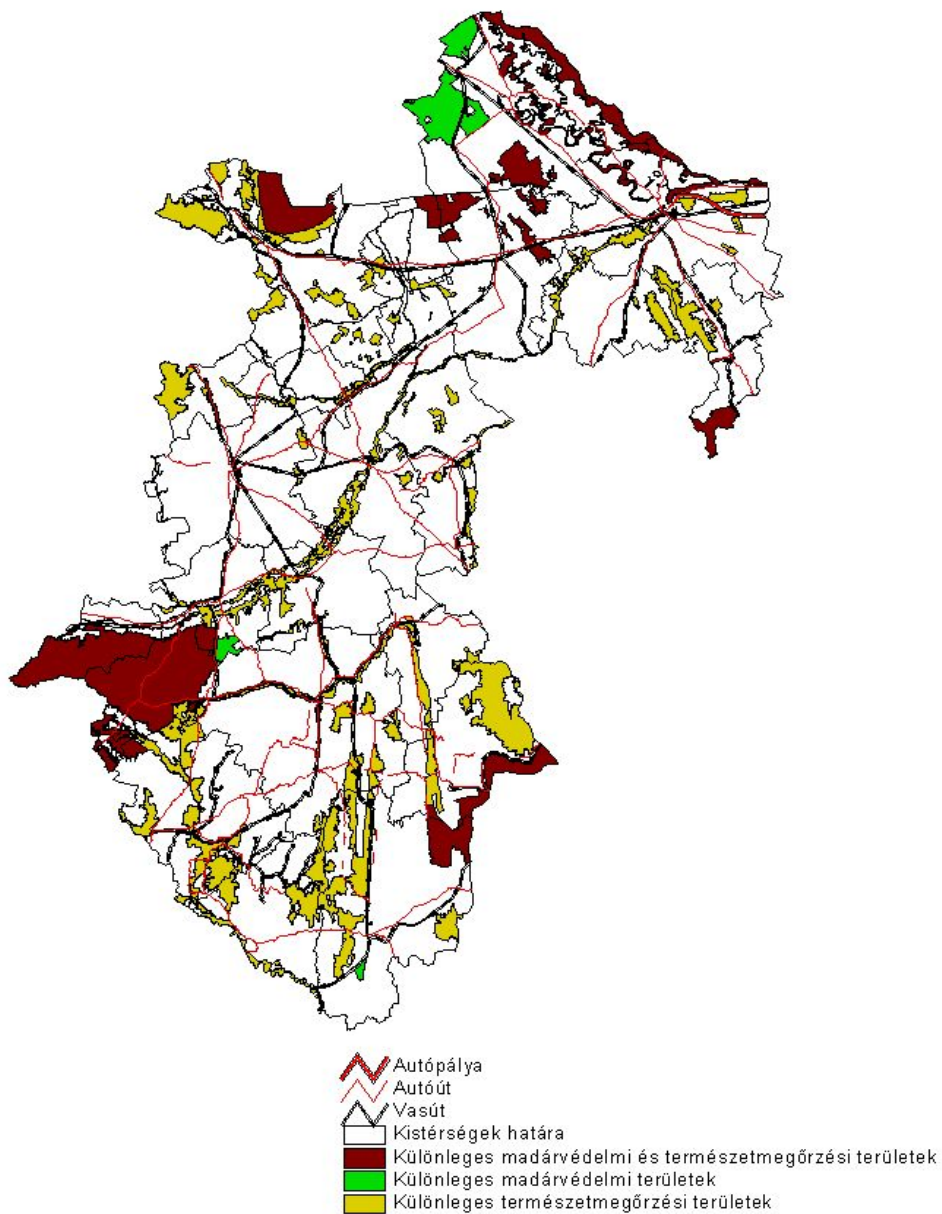 Autópálya
Autóút
Vasút
Kistérségek határa
Különleges madárvédelmi és természetmegőrzési területek
Különleges madárvédelmi területek
Különleges természetmegőrzési területek